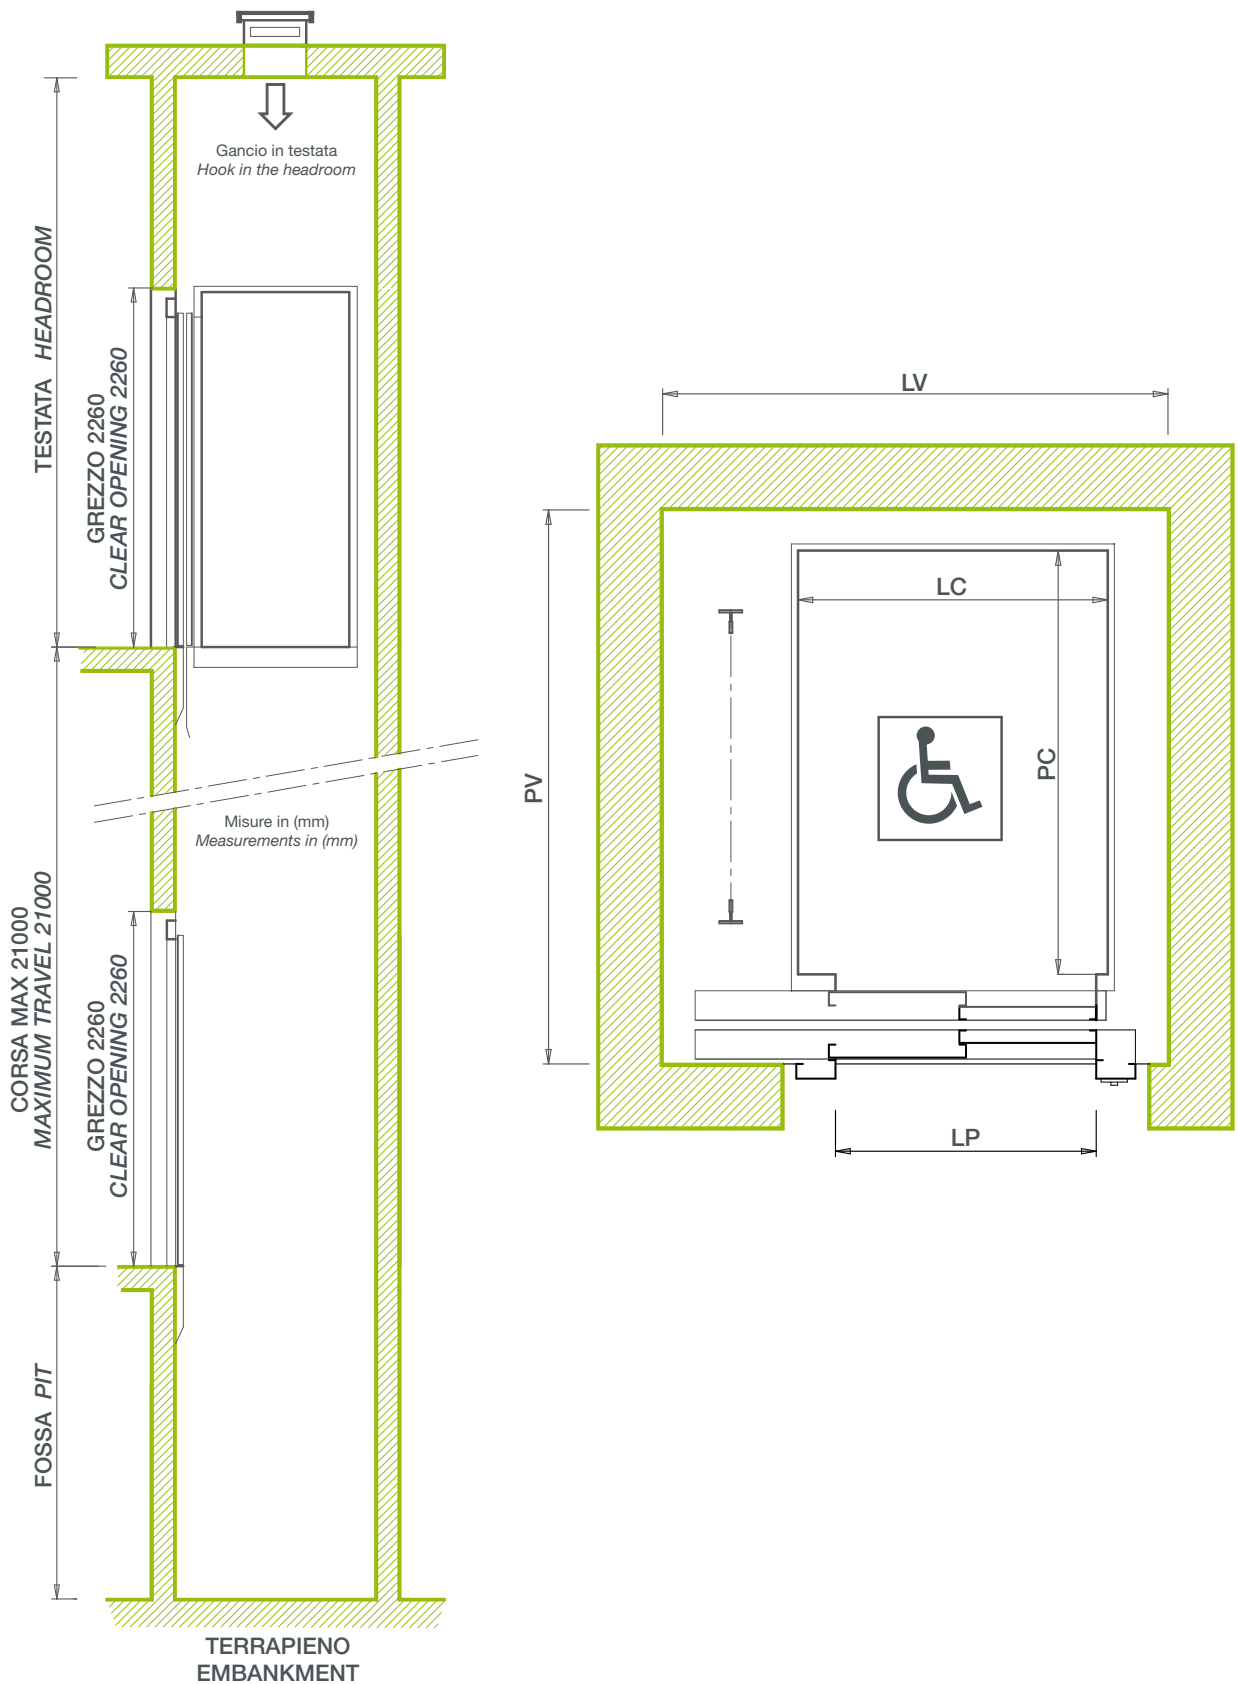 Gancio in testata
Hook in the headroom
TESTATA HEADROOM
GREZZO 2260
CLEAR OPENING 2260
Misure in (mm)
Measurements in (mm)
CORSA MAX 21000
MAXIMUM TRAVEL 21000
GREZZO 2260
CLEAR OPENING 2260
FOSSA PIT
TERRAPIENO
EMBANKMENT
LV
LC
PC
PV
LP